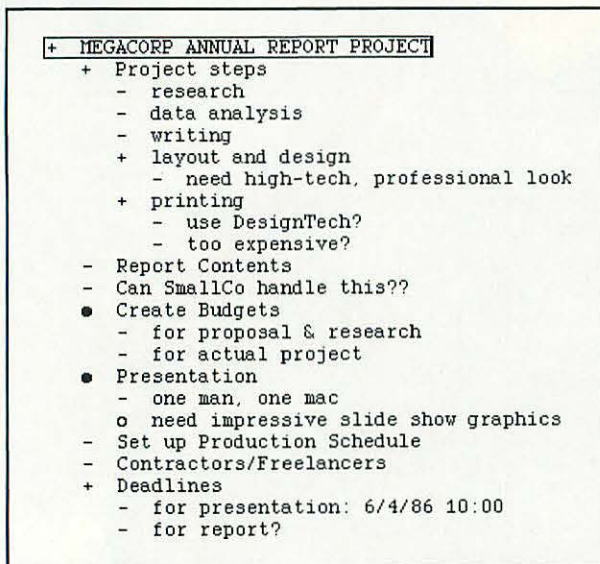 + MEGACORP ANNUAL REPORT PROJECT
+ Project steps
- research
- data analysis
- writing
+ layout and design
- need high-tech, professional look
+ printing
- use DesignTech?
- too expensive?
- Report Contents
- Can SmallCo handle this??
● Create Budgets
- for proposal & research
- for actual project
● Presentation
- one man, one mac
o need impressive slide show graphics
- Set up Production Schedule
- Contractors/Freelancers
+ Deadlines
- for presentation: 6/4/86 10:00
- for report?